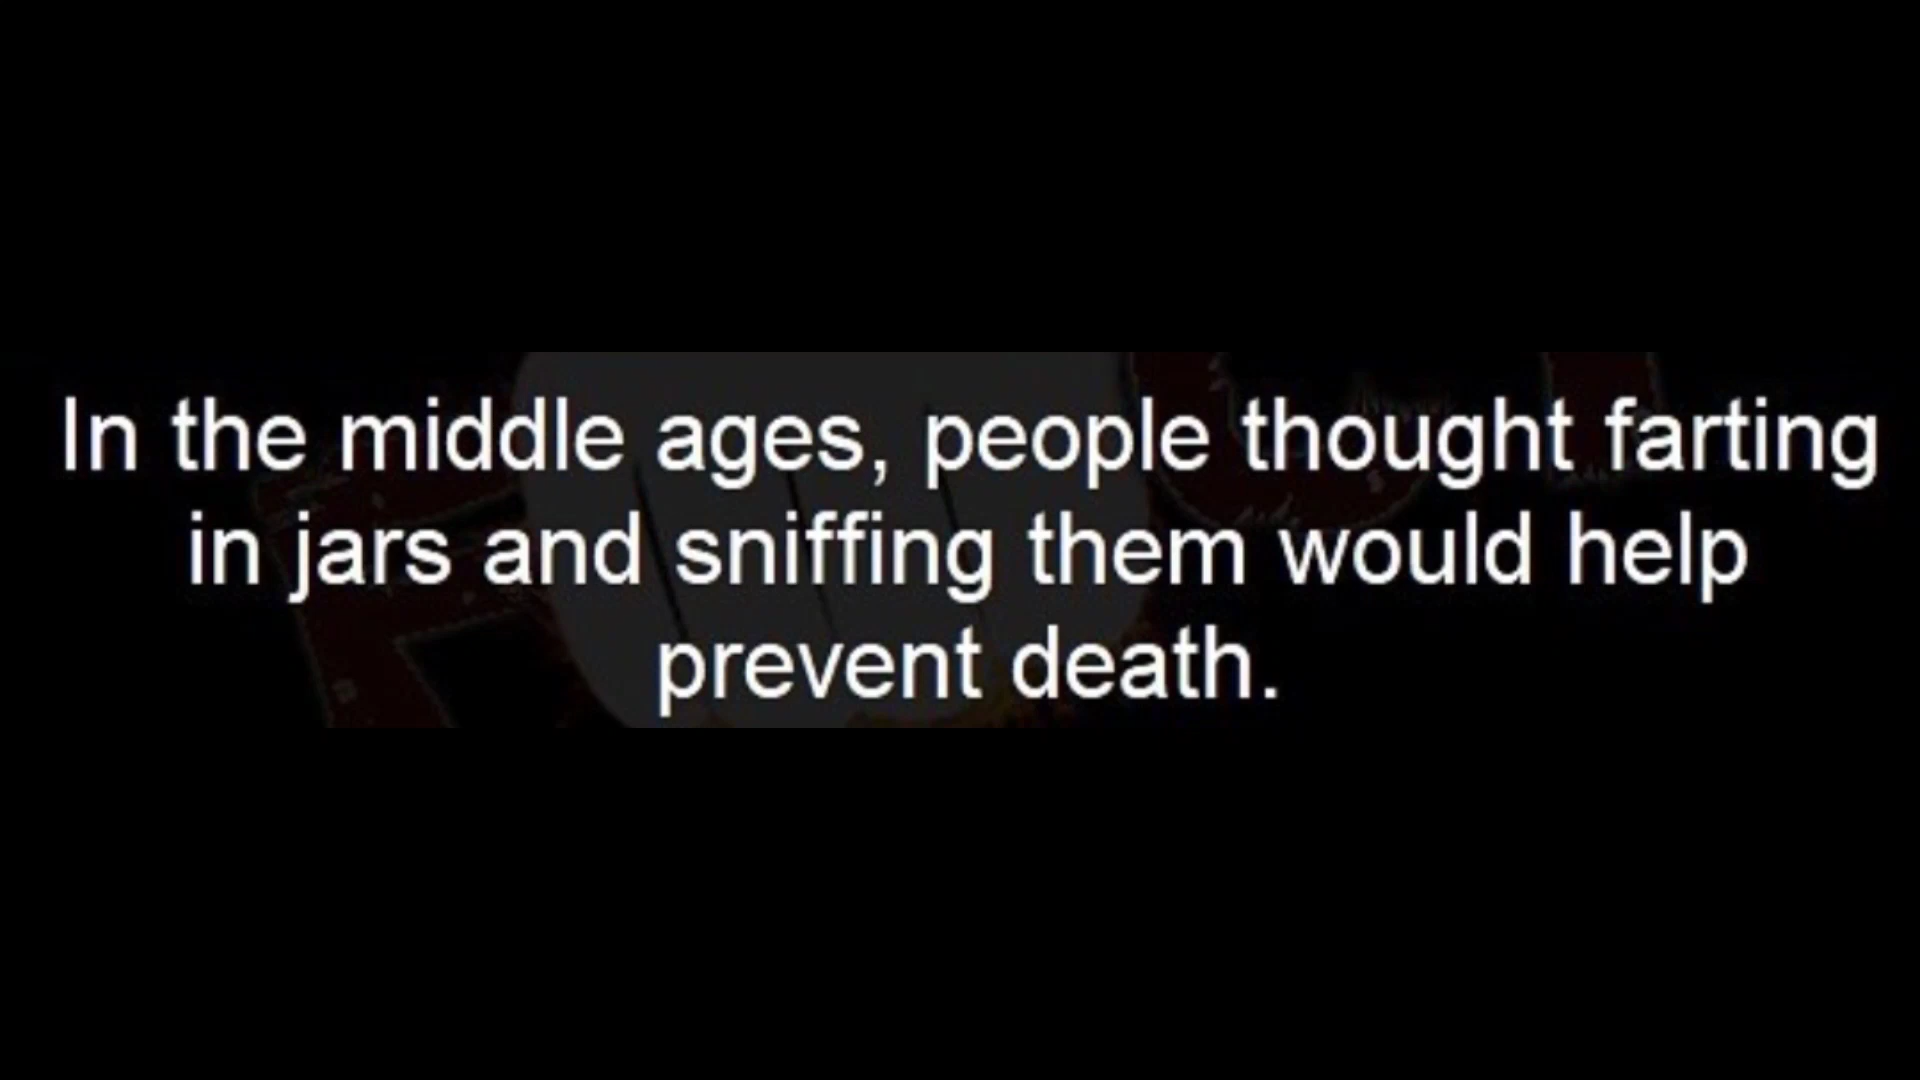 In the middle ages, people thought farting
in jars and sniffing them would help
prevent death.